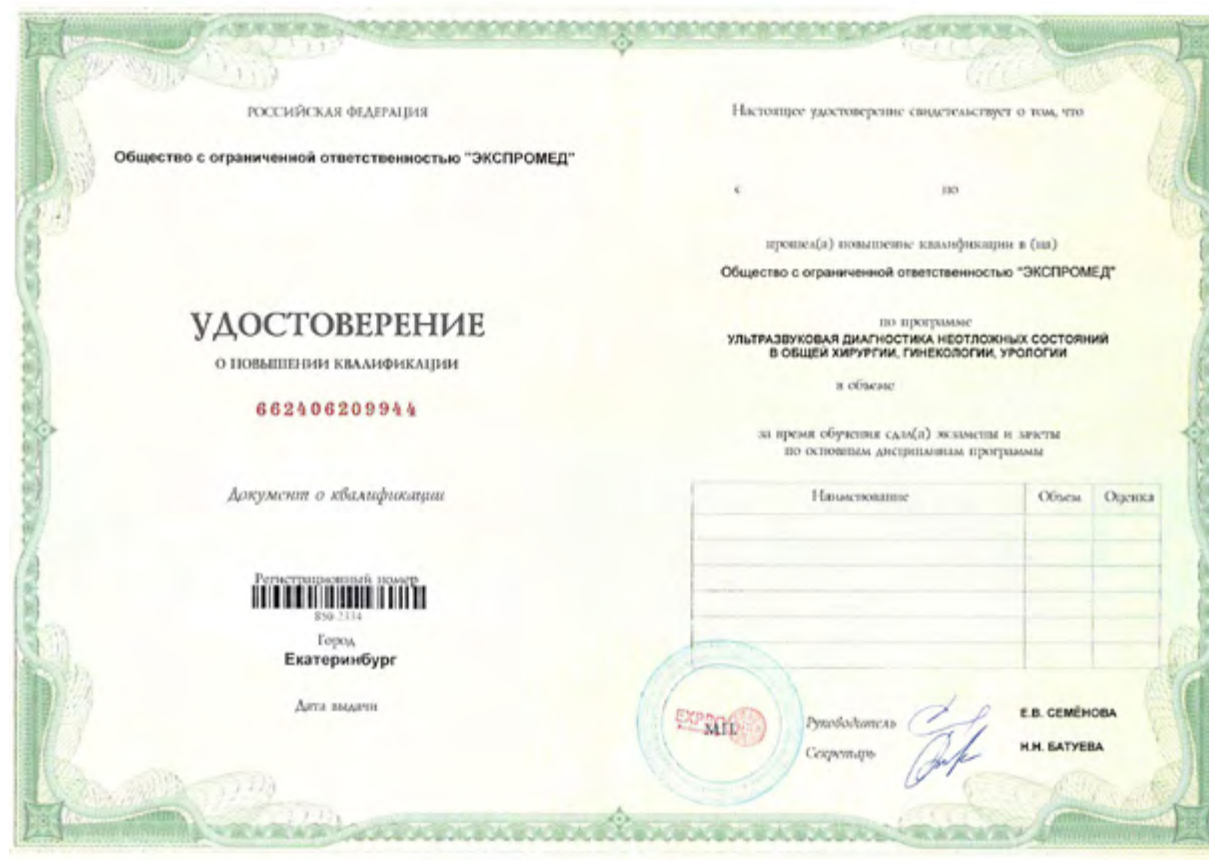 РОССИЙСКАЯ ФЕДЕРАЦИЯ
Общество с ограниченной ответственностью "ЭКСПРОМЕД"
УДОСТОВЕРЕНИЕ
О ПОВЫШЕНИИ КВАЛИФИКАЦИИ
662406209944
Документ о квалификации
Регистрационный номер
850-2334
Город
Екатеринбург
Дата выдачи
Настоящее удостоверение свидетельствует о том, что
с по
прошел(а) повышение квалификации в (на)
Общество с ограниченной ответственностью "ЭКСПРОМЕД"
по программе
УЛЬТРАЗВУКОВАЯ ДИАГНОСТИКА НЕОТЛОЖНЫХ СОСТОЯНИЙ
В ОБЩЕЙ ХИРУРГИИ, ГИНЕКОЛОГИИ, УРОЛОГИИ
в объеме
за время обучения сдал(а) экзамены и зачеты
по основным дисциплинам программы
Наименование Объем Оценка
М.П.
Руководитель Е.В. СЕМЁНОВА
Секретарь Н.Н. БАТУЕВА